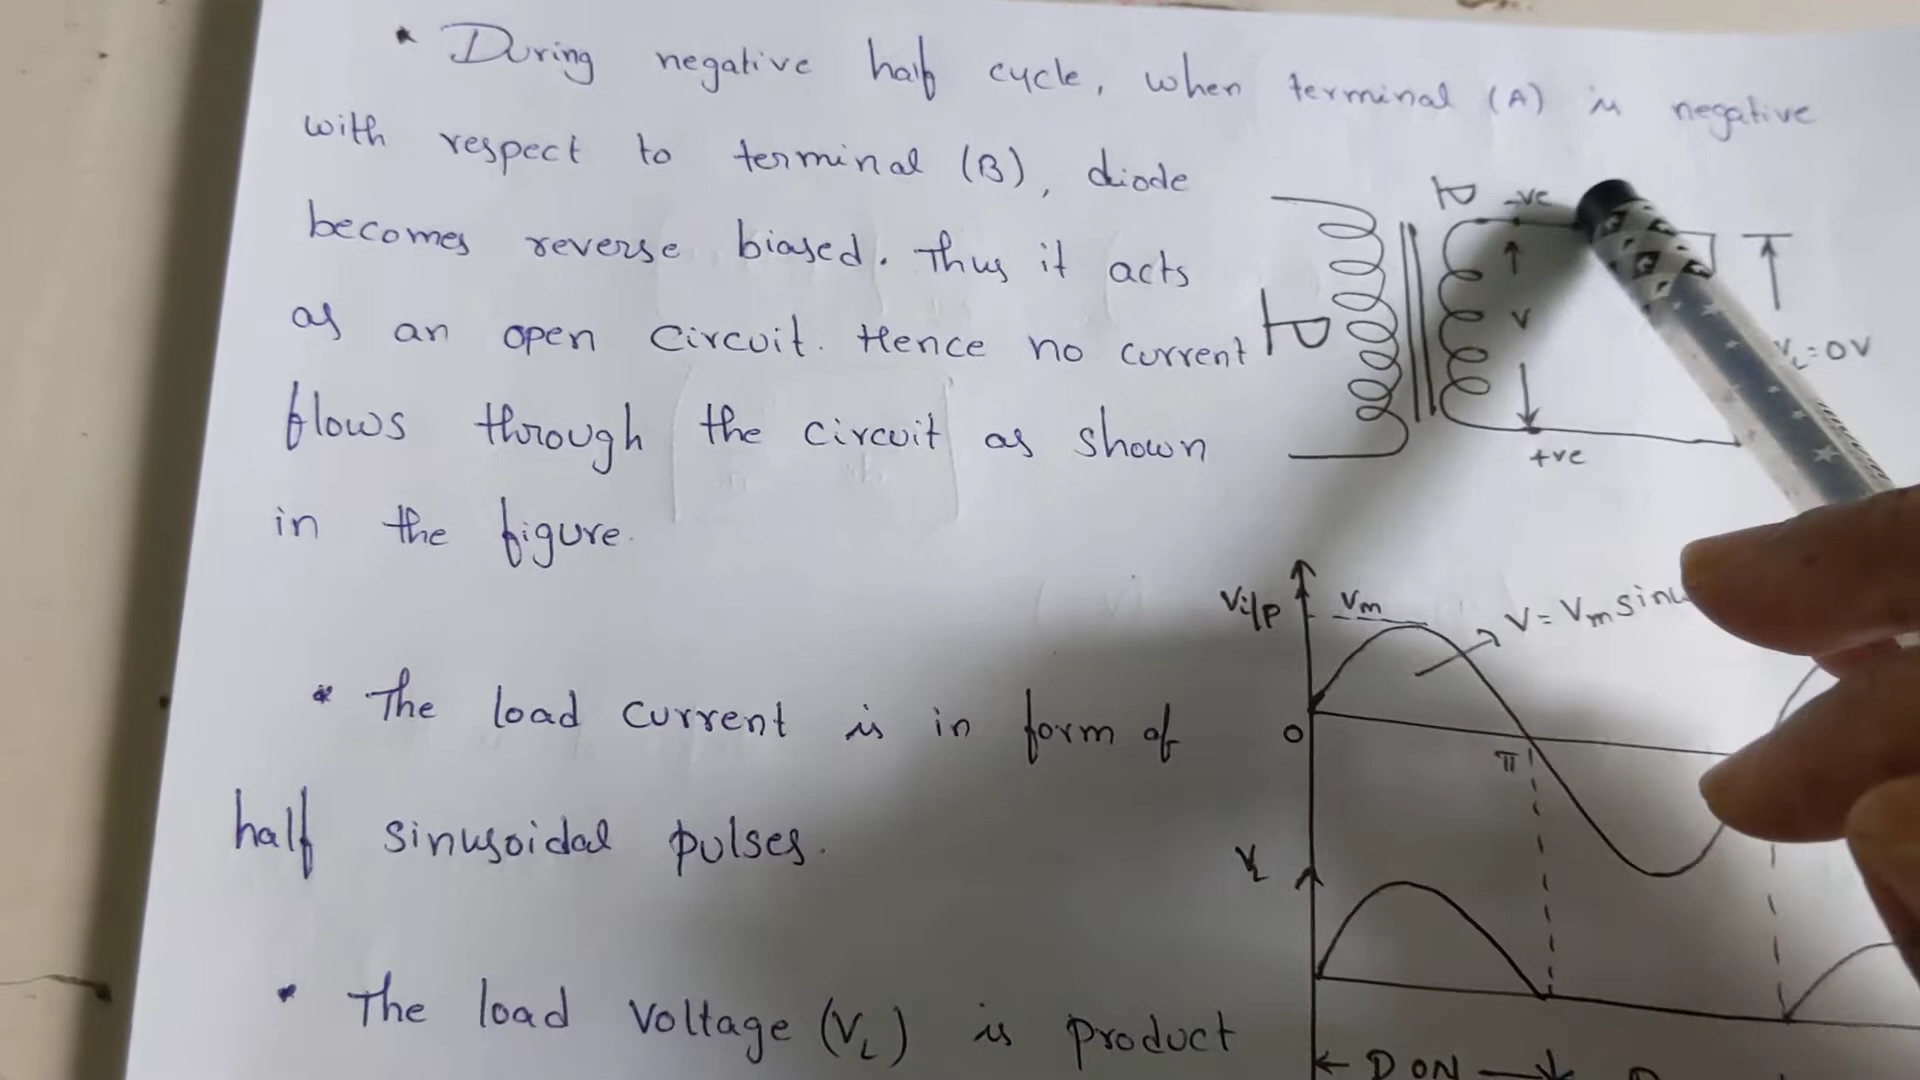 During negative half cycle, when terminal (A) is negative
with respect to terminal (B), diode
becomes reverse biased. Thus it acts
as an open circuit. Hence no current
flows through the circuit as shown
in the figure.
-ve
V
VL=0V
+ve
Vi/p
Vm
V= Vm sin
0
π
* The load current is in form of
half sinusoidal pulses.
VL
The load voltage (VL) is product
D ON